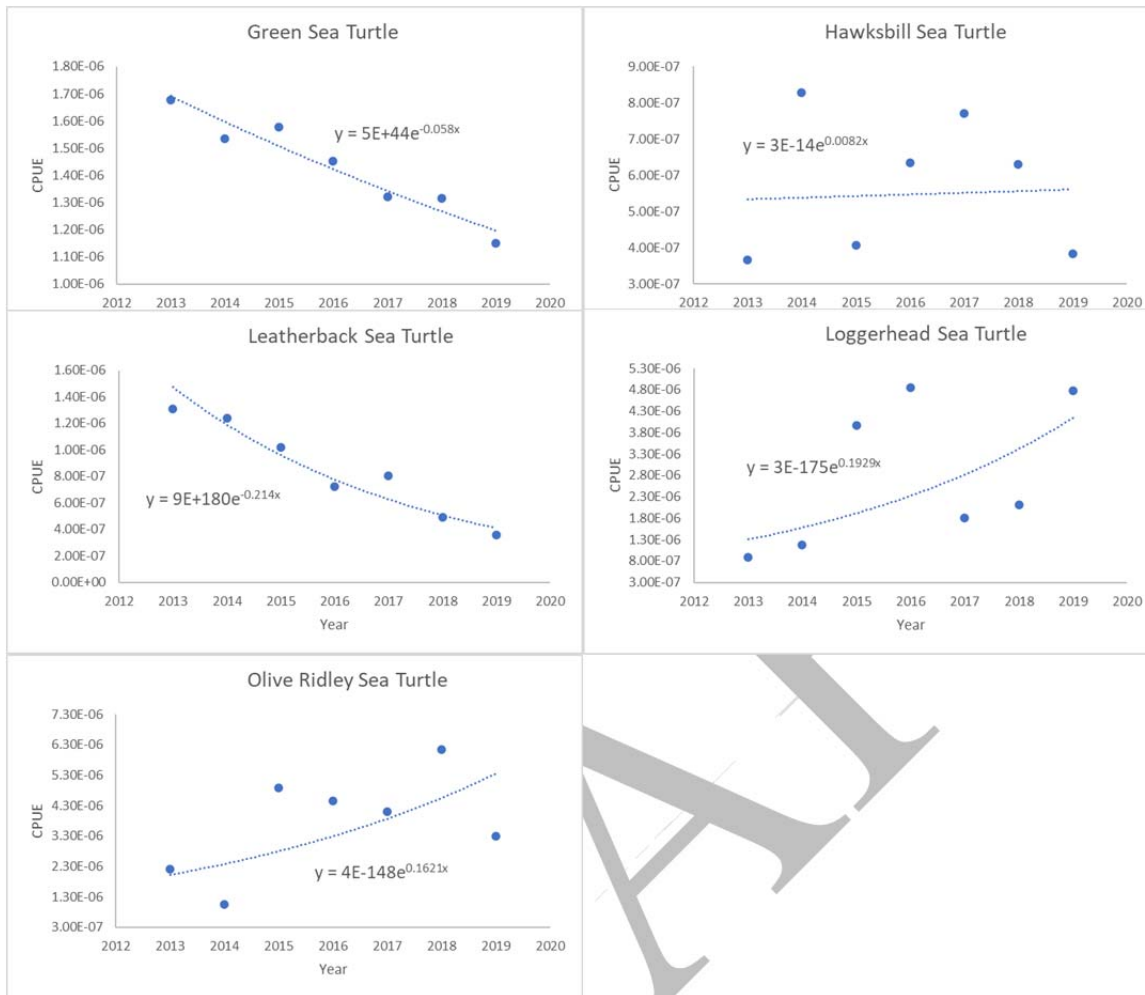 Green Sea Turtle
1.80E-06
1.70E-06
1.60E-06
1.50E-06
1.40E-06
1.30E-06
1.20E-06
1.10E-06
1.00E-06
CPUE
y = 5E+44e^-0.058x
2012 2013 2014 2015 2016 2017 2018 2019 2020
Hawksbill Sea Turtle
9.00E-07
8.00E-07
7.00E-07
6.00E-07
5.00E-07
4.00E-07
3.00E-07
CPUE
y = 3E-14e^0.0082x
2012 2013 2014 2015 2016 2017 2018 2019 2020
Leatherback Sea Turtle
1.60E-06
1.40E-06
1.20E-06
1.00E-06
8.00E-07
6.00E-07
4.00E-07
2.00E-07
0.00E+00
CPUE
y = 9E+180e^-0.214x
2012 2013 2014 2015 2016 2017 2018 2019 2020
Year
Loggerhead Sea Turtle
5.30E-06
4.80E-06
4.30E-06
3.80E-06
3.30E-06
2.80E-06
2.30E-06
1.80E-06
1.30E-06
8.00E-07
3.00E-07
CPUE
y = 3E-175e^0.1929x
2012 2013 2014 2015 2016 2017 2018 2019 2020
Year
Olive Ridley Sea Turtle
7.30E-06
6.30E-06
5.30E-06
4.30E-06
3.30E-06
2.30E-06
1.30E-06
3.00E-07
CPUE
y = 4E-148e^0.1621x
2012 2013 2014 2015 2016 2017 2018 2019 2020
Year